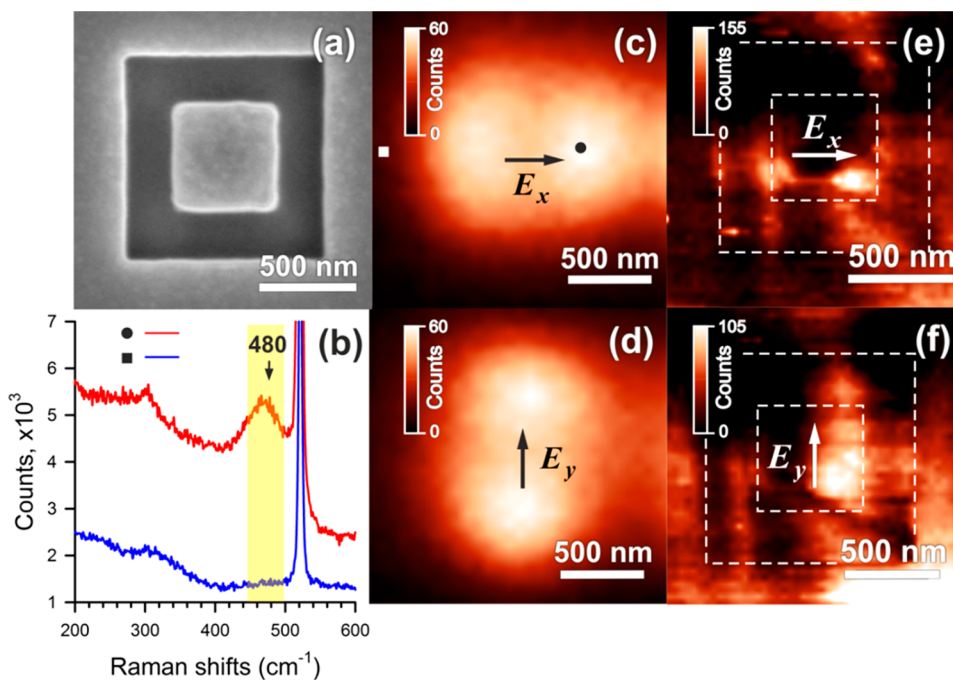 (a)
500 nm
60
Counts
0
(c)
Ex
500 nm
155
Counts
0
(e)
Ex
500 nm
7
6
5
4
3
2
1
Counts, x10³
480
(b)
200
300
400
500
600
Raman shifts (cm⁻¹)
60
Counts
0
(d)
Ey
500 nm
105
Counts
0
(f)
Ey
500 nm